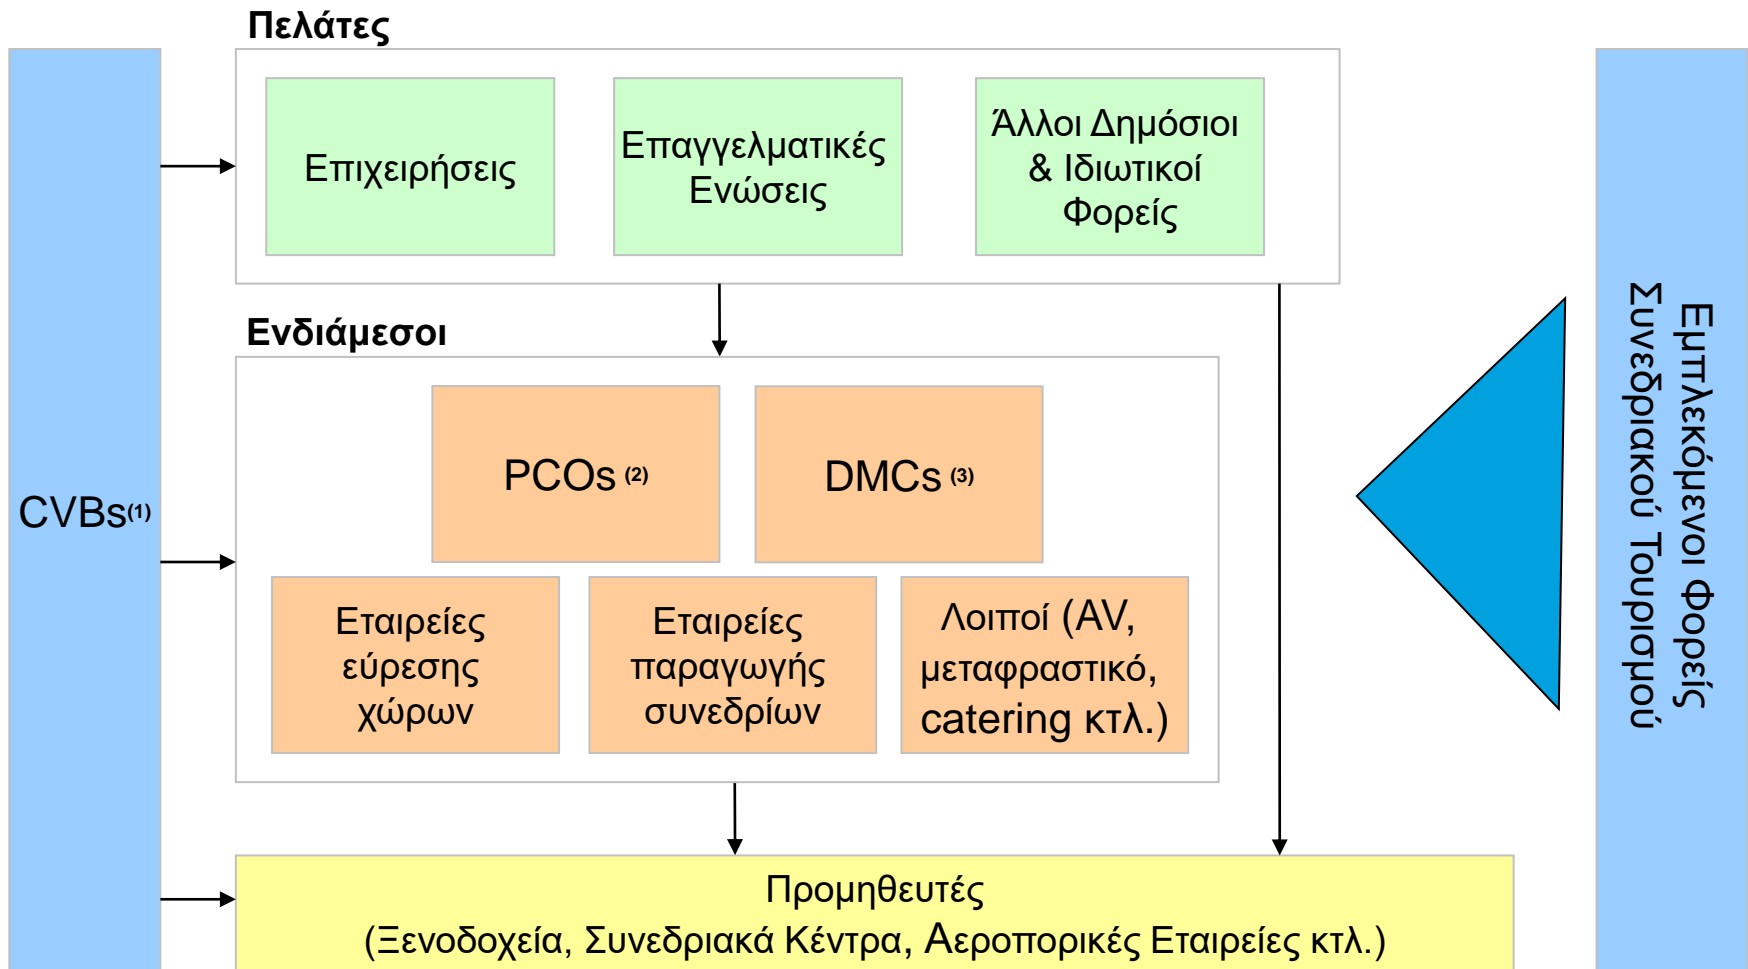 Πελάτες
Επιχειρήσεις
Επαγγελματικές
Ενώσεις
Άλλοι Δημόσιοι
& Ιδιωτικοί
Φορείς
Ενδιάμεσοι
CVBs(1)
PCOs (2)
DMCs (3)
Εταιρείες
εύρεσης
χώρων
Εταιρείες
παραγωγής
συνεδρίων
Λοιποί (AV,
μεταφραστικό,
catering κτλ.)
Προμηθευτές
(Ξενοδοχεία, Συνεδριακά Κέντρα, Αεροπορικές Εταιρείες κτλ.)
Εμπλεκόμενοι Φορείς
Συνεδριακού Τουρισμού